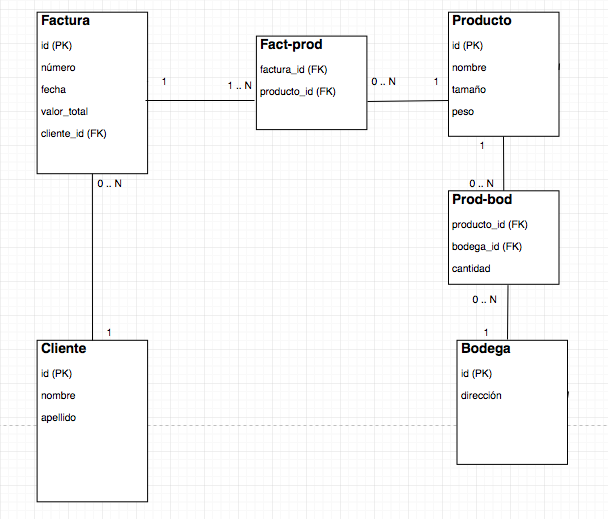 Factura
id (PK)
número
fecha
valor_total
cliente_id (FK)
1
1 .. N
Fact-prod
factura_id (FK)
producto_id (FK)
0 .. N
1
Producto
id (PK)
nombre
tamaño
peso
1
0 .. N
Prod-bod
producto_id (FK)
bodega_id (FK)
cantidad
0 .. N
1
Bodega
id (PK)
dirección
0 .. N
1
Cliente
id (PK)
nombre
apellido